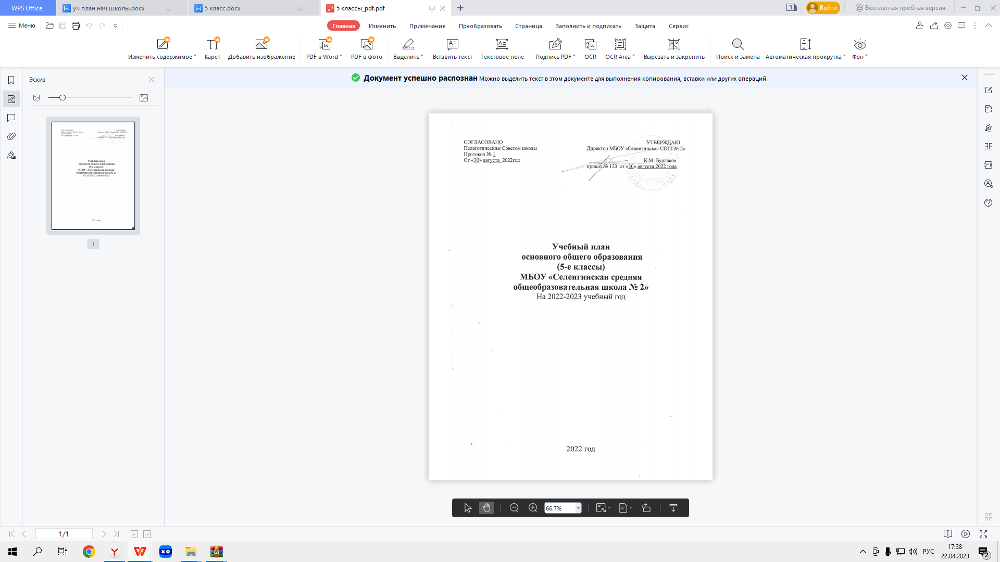 WPS Office
уч план нач школы.docx
5 класс.docx
5 классы_pdf.pdf
3
Войти
Бесплатная пробная версия
Меню
Главная
Изменить
Примечание
Преобразовать
Страница
Заполнить и подписать
Защита
Сервис
Изменить содержимое
Карет
Добавить изображение
PDF в Word
PDF в фото
Выделить
Вставить текст
Текстовое поле
Подпись PDF
OCR
OCR Area
Вырезать и закрепить
Поиск и замена
Автоматическая прокрутка
Фон
Эскиз
Документ успешно распознан Можно выделить текст в этом документе для выполнения копирования, вставки или других операций.
СОГЛАСОВАНО
Педагогическим Советом школы
Протокол № 1
От «30» августа 2022год
УТВЕРЖДАЮ
Директор МБОУ «Селенгинская СОШ № 2»
К.М. Бурлаков
приказ № 123 от «30» августа 2022 года
Учебный план
основного общего образования
(5-е классы)
МБОУ «Селенгинская средняя
общеобразовательная школа № 2»
На 2022-2023 учебный год
2022 год
1
66.7%
1/1
РУС
17:38
22.04.2023
2